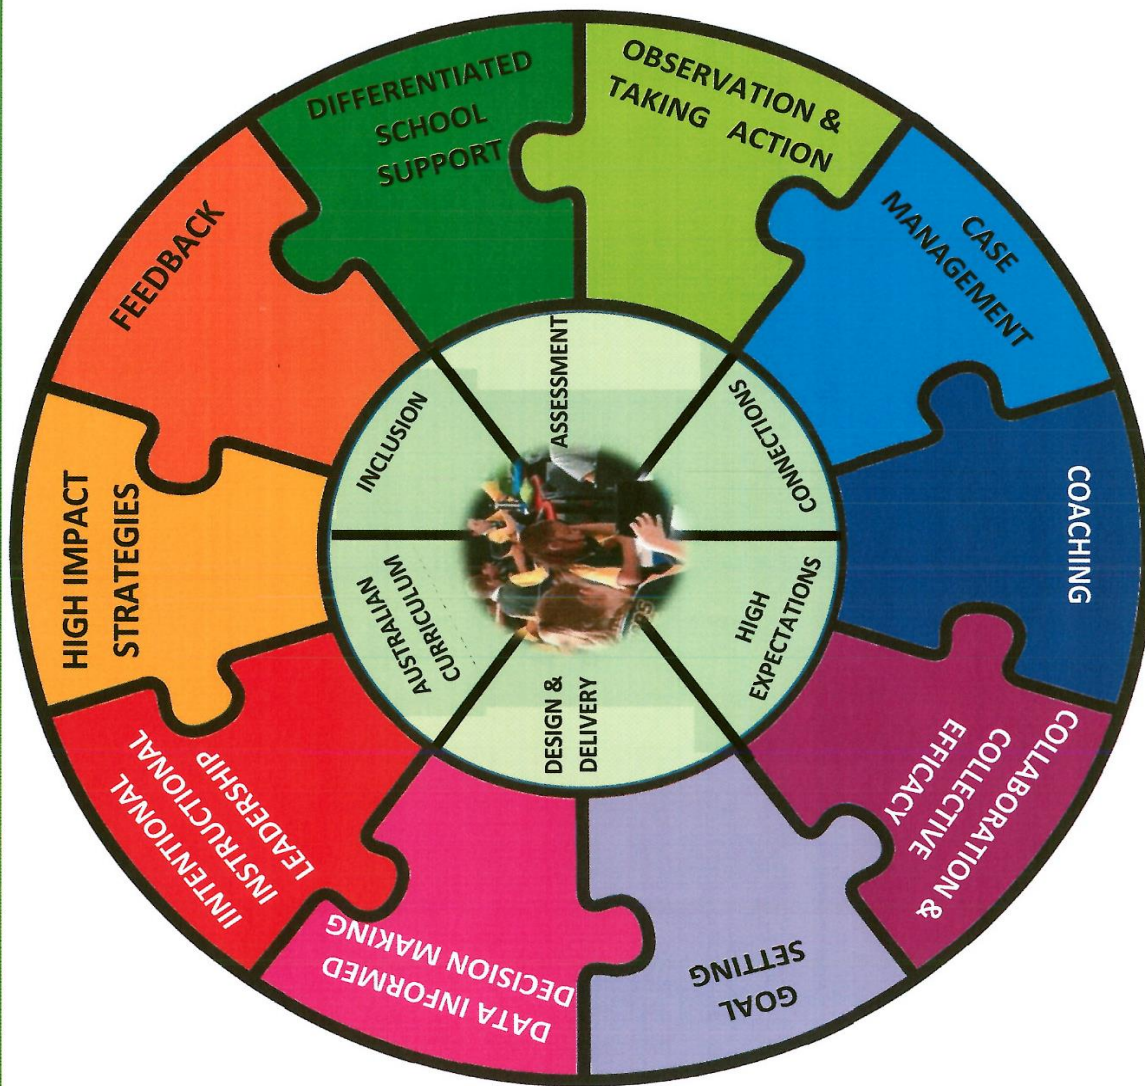 OBSERVATION &
TAKING ACTION
CASE
MANAGEMENT
COACHING
COLLABORATION &
COLLECTIVE
EFFICACY
GOAL
SETTING
DATA INFORMED
DECISION MAKING
IINTENTIONAL
INSTRUCTIONAL
LEADERSHIP
HIGH IMPACT
STRATEGIES
FEEDBACK
DIFFERENTIATED
SCHOOL
SUPPORT
ASSESSMENT
CONNECTIONS
HIGH
EXPECTATIONS
DESIGN &
DELIVERY
AUSTRALIAN
CURRICULUM
INCLUSION